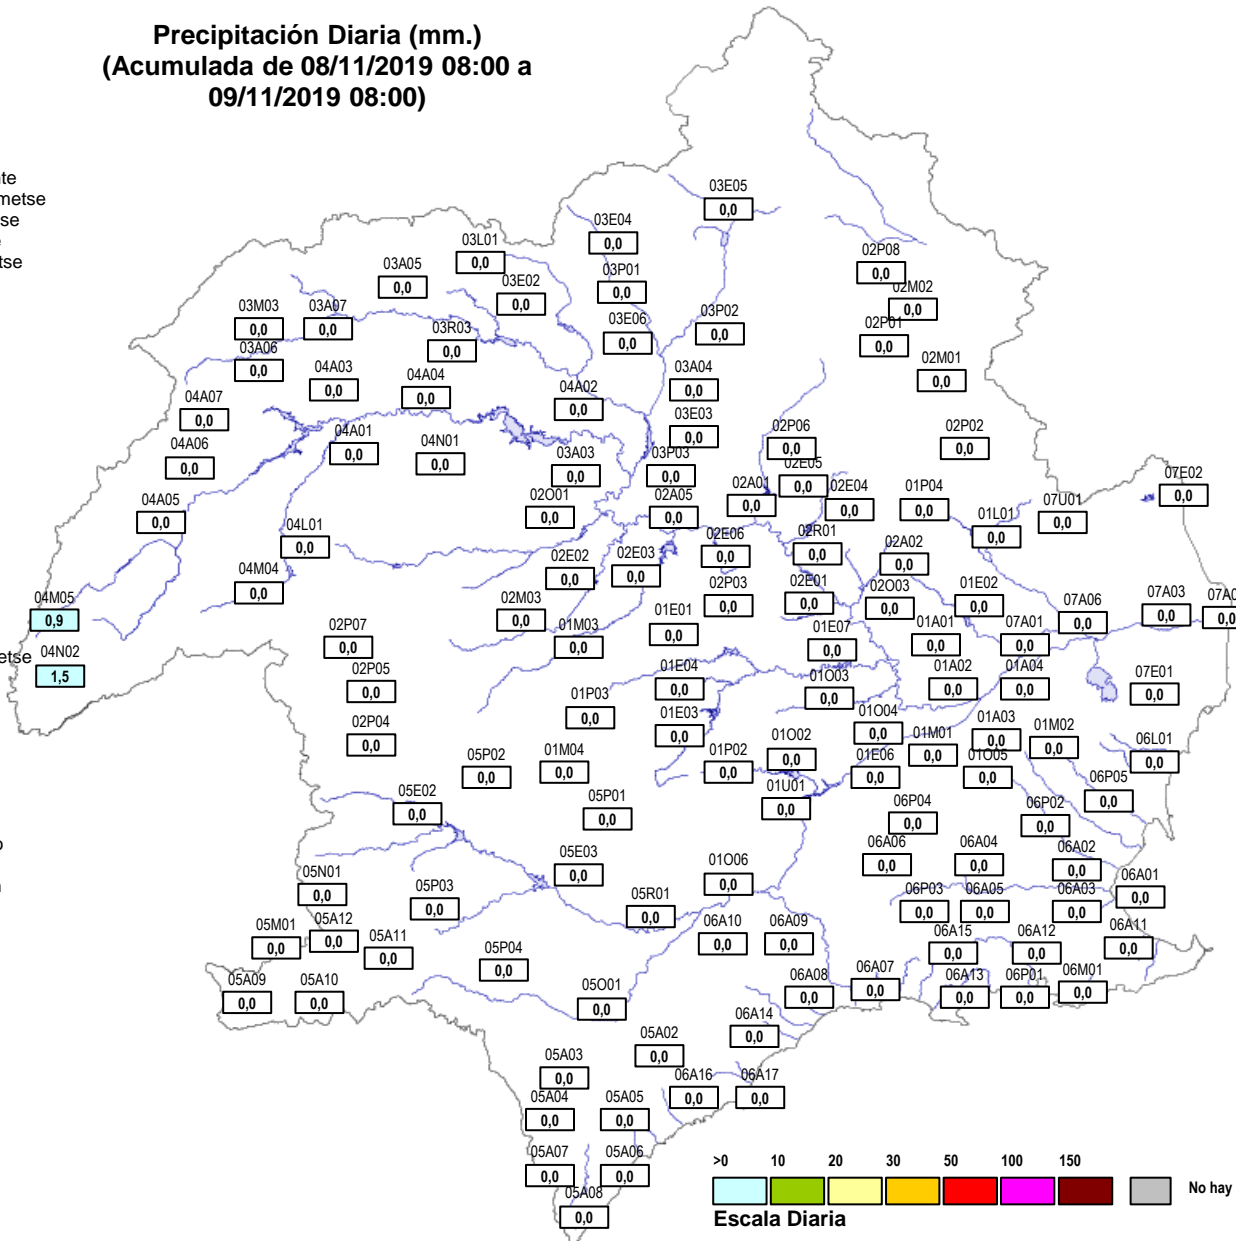 Precipitación Diaria (mm.)
(Acumulada de 08/11/2019 08:00 a
09/11/2019 08:00)
03E05
0,0
03E04
0,0
03L01
0,0
02P08
0,0
03A05
0,0
03P01
0,0
03E02
0,0
02M02
0,0
03M03
0,0
03A07
0,0
03E06
0,0
03P02
0,0
02P01
0,0
03R03
0,0
03A06
0,0
02M01
0,0
04A03
0,0
04A04
0,0
03A04
0,0
04A02
0,0
04A07
0,0
03E03
0,0
04A01
0,0
04N01
0,0
02P06
0,0
02P02
0,0
04A06
0,0
03A03
0,0
03P03
0,0
02E05
0,0
07E02
0,0
04A05
0,0
02O01
0,0
02A05
0,0
02A01
0,0
02E04
0,0
01P04
0,0
07U01
0,0
01L01
0,0
04L01
0,0
02E06
0,0
02R01
0,0
02A02
0,0
02E02
0,0
02E03
0,0
04M04
0,0
02P03
0,0
02E01
0,0
02O03
0,0
01E02
0,0
04M05
0,9
02M03
0,0
07A06
0,0
07A03
0,0
07A0
0,0
01E01
0,0
02P07
0,0
01M03
0,0
01E07
0,0
01A01
0,0
07A01
0,0
04N02
1,5
02P05
0,0
01E04
0,0
01O03
0,0
01A02
0,0
01A04
0,0
07E01
0,0
01P03
0,0
01E03
0,0
02P04
0,0
01O04
0,0
01A03
0,0
01M02
0,0
01M01
0,0
05P02
0,0
01M04
0,0
01P02
0,0
01O02
0,0
01E06
0,0
01O05
0,0
06L01
0,0
05E02
0,0
05P01
0,0
01U01
0,0
06P04
0,0
06P02
0,0
06P05
0,0
05E03
0,0
01O06
0,0
06A06
0,0
06A04
0,0
06A02
0,0
05N01
0,0
05P03
0,0
05R01
0,0
06P03
0,0
06A05
0,0
06A03
0,0
06A01
0,0
05M01
0,0
05A12
0,0
05A11
0,0
05P04
0,0
06A10
0,0
06A09
0,0
06A15
0,0
06A12
0,0
06A11
0,0
05A09
0,0
05A10
0,0
05O01
0,0
06A08
0,0
06A07
0,0
06A13
0,0
06P01
0,0
06M01
0,0
05A02
0,0
06A14
0,0
05A03
0,0
06A16
0,0
06A17
0,0
05A04
0,0
05A05
0,0
05A07
0,0
05A06
0,0
05A08
0,0
>0 10 20 30 50 100 150
No hay
Escala Diaria